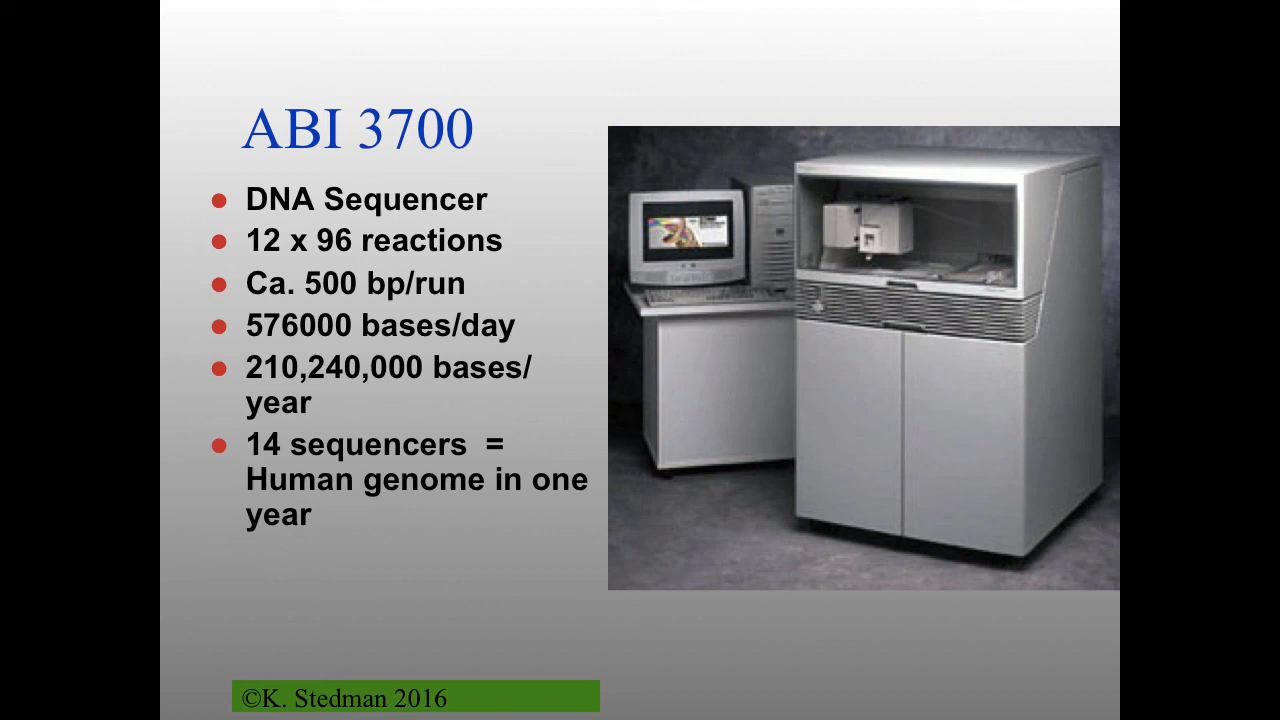 ABI 3700
DNA Sequencer
12 x 96 reactions
Ca. 500 bp/run
576000 bases/day
210,240,000 bases/
year
14 sequencers  =
Human genome in one
year
©K. Stedman 2016